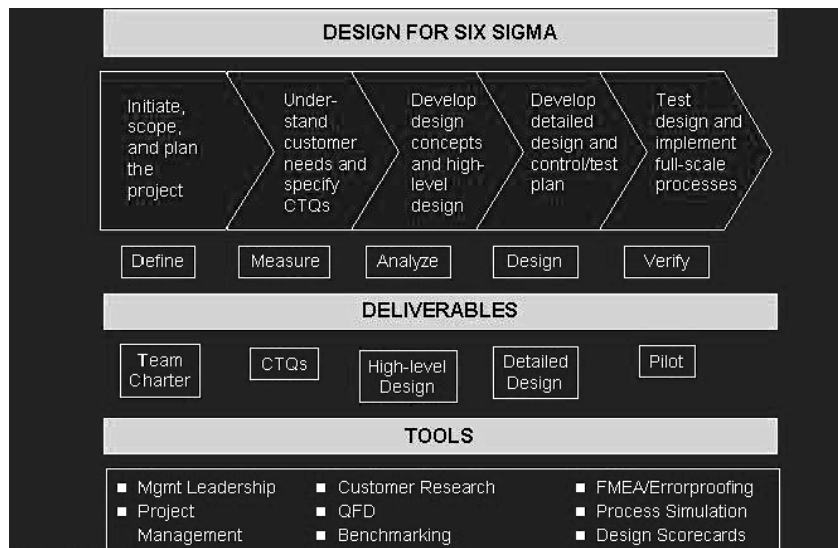 DESIGN FOR SIX SIGMA
Initiate,
scope,
and plan
the
project
Under-
stand
customer
needs and
specify
CTQs
Develop
design
concepts
and high-
level
design
Develop
detailed
design and
control/test
plan
Test
design and
implement
full-scale
processes
Define
Measure
Analyze
Design
Verify
DELIVERABLES
Team
Charter
CTQs
High-level
Design
Detailed
Design
Pilot
TOOLS
Mgmt Leadership
Project
Management
Customer Research
QFD
Benchmarking
FMEA/Errorproofing
Process Simulation
Design Scorecards